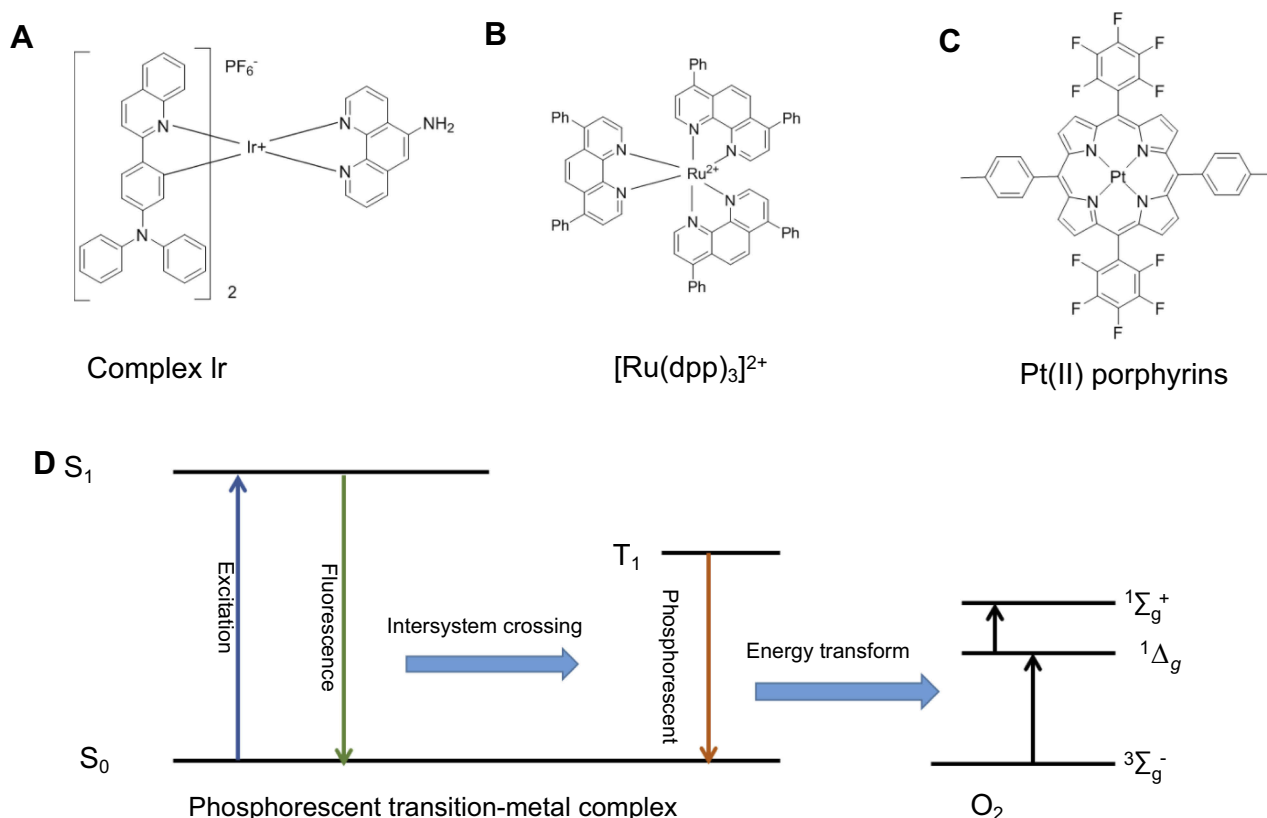 A
B
C
PF6-
N
Ir+
N
N
NH2
N
2
Complex Ir
Ph
Ph
Ph
Ph
Ph
Ph
N
N
N
N
N
N
Ru2+
[Ru(dpp)3]2+
F
F
F
F
F
N
N
Pt
N
N
F
F
F
F
F
Pt(II) porphyrins
D
S1
Excitation
Fluorescence
Intersystem crossing
T1
Phosphorescent
Energy transform
1Σg+
1Δg
3Σg-
S0
Phosphorescent transition-metal complex
O2